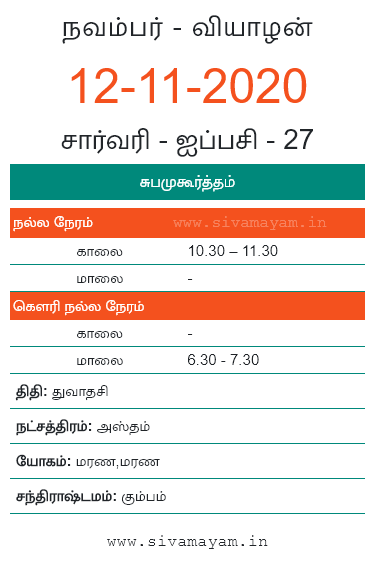 நவம்பர் - வியாழன்
12-11-2020
சார்வரி - ஐப்பசி - 27
சுபமுகூர்த்தம்
நல்ல நேரம் www.sivamayam.in
காலை 10.30 – 11.30
மாலை -
கௌரி நல்ல நேரம்
காலை -
மாலை 6.30 - 7.30
திதி: துவாதசி
நட்சத்திரம்: அஸ்தம்
யோகம்: மரண,மரண
சந்திராஷ்டமம்: கும்பம்
www.sivamayam.in